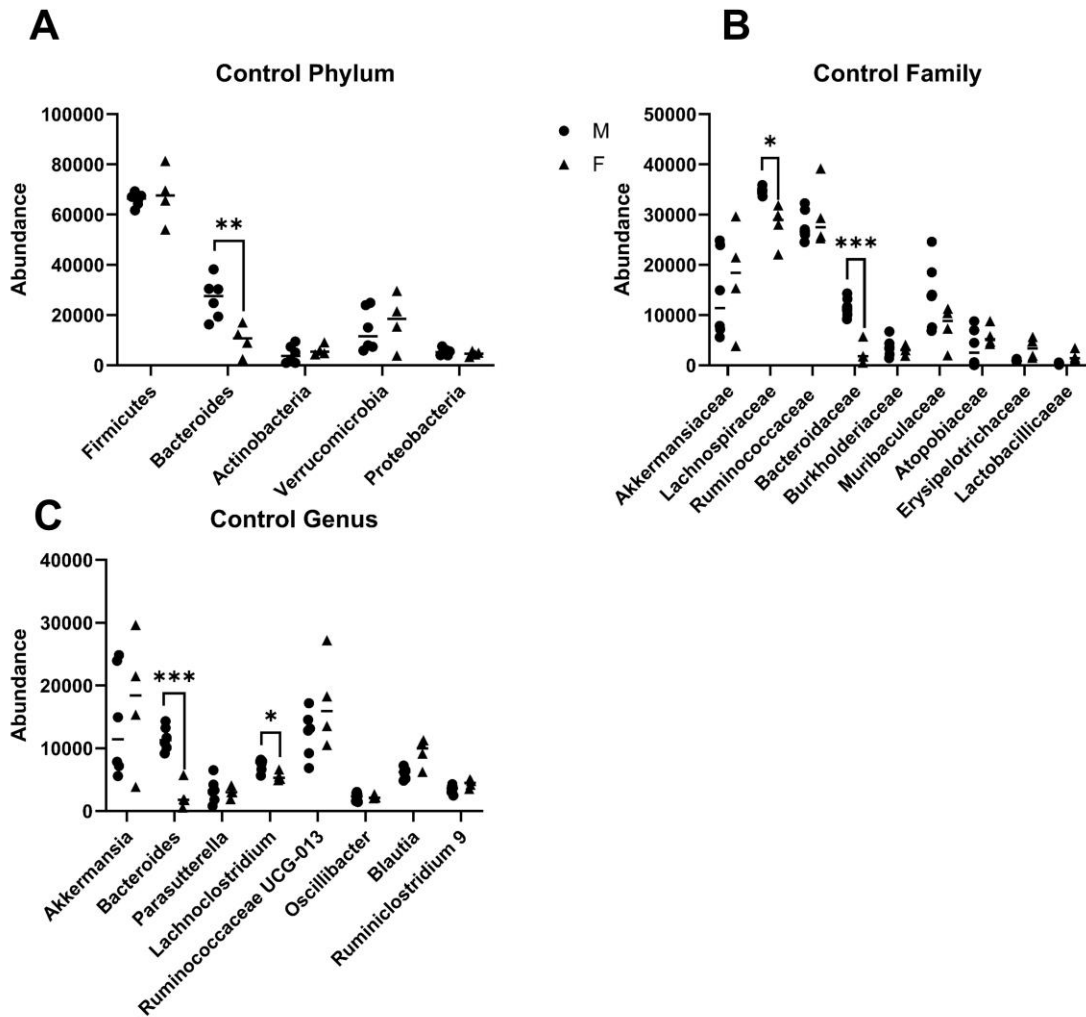 A
Control Phylum
Abundance
100000
80000
60000
40000
20000
0
**
Firmicutes
Bacteroides
Actinobacteria
Verrucomicrobia
Proteobacteria
M
F
B
Control Family
Abundance
50000
40000
30000
20000
10000
0
*
***
Akkermansiaceae
Lachnospiraceae
Ruminococcaceae
Bacteroidaceae
Burkholderiaceae
Muribaculaceae
Atopobiaceae
Erysipelotrichaceae
Lactobacillicaeae
C
Control Genus
Abundance
40000
30000
20000
10000
0
***
*
Akkermansia
Bacteroides
Parasutterella
Lachnoclostridium
Ruminococcaceae UCG-013
Oscillibacter
Blautia
Ruminiclostridium 9